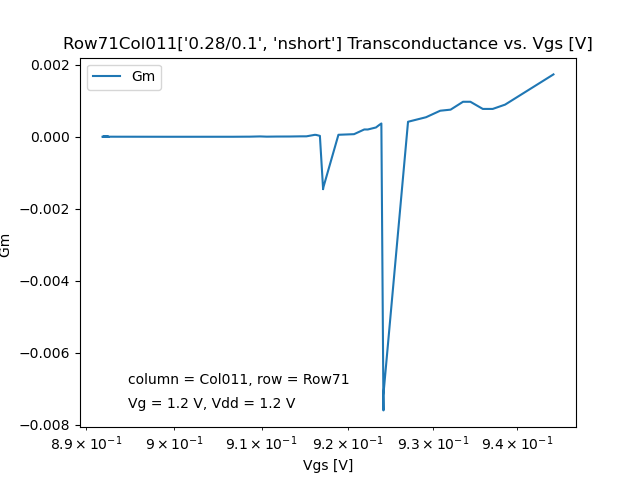 Row71Col011['0.28/0.1', 'nshort'] Transconductance vs. Vgs [V]
Gm
0.002
0.000
−0.002
−0.004
−0.006
−0.008
Gm
column = Col011, row = Row71
Vg = 1.2 V, Vdd = 1.2 V
8.9 × 10⁻¹ 9 × 10⁻¹ 9.1 × 10⁻¹ 9.2 × 10⁻¹ 9.3 × 10⁻¹ 9.4 × 10⁻¹
Vgs [V]